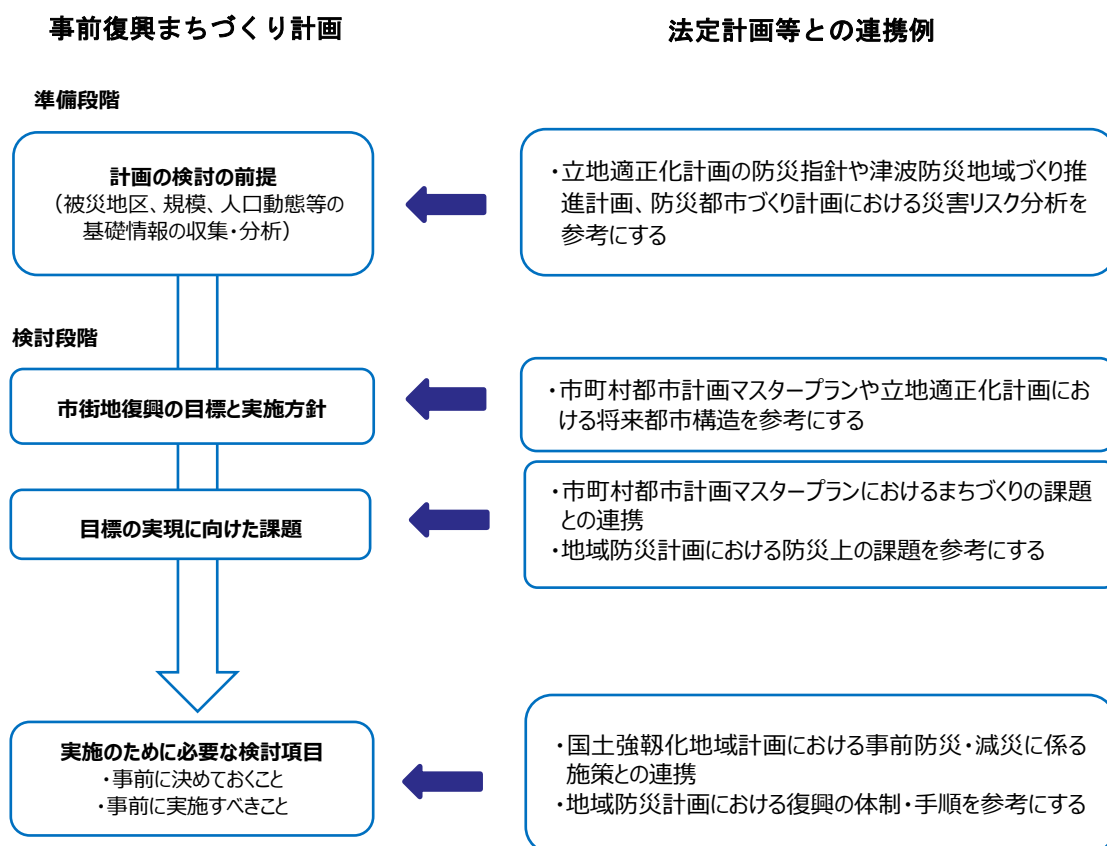 事前復興まちづくり計画
法定計画等との連携例
準備段階
計画の検討の前提
（被災地区、規模、人口動態等の
基礎情報の収集・分析）
・立地適正化計画の防災指針や津波防災地域づくり推
進計画、防災都市づくり計画における災害リスク分析を
参考にする
検討段階
市街地復興の目標と実施方針
・市町村都市計画マスタープランや立地適正化計画にお
ける将来都市構造を参考にする
目標の実現に向けた課題
・市町村都市計画マスタープランにおけるまちづくりの課題
との連携
・地域防災計画における防災上の課題を参考にする
実施のために必要な検討項目
・事前に決めておくこと
・事前に実施すべきこと
・国土強靱化地域計画における事前防災・減災に係る
施策との連携
・地域防災計画における復興の体制・手順を参考にする